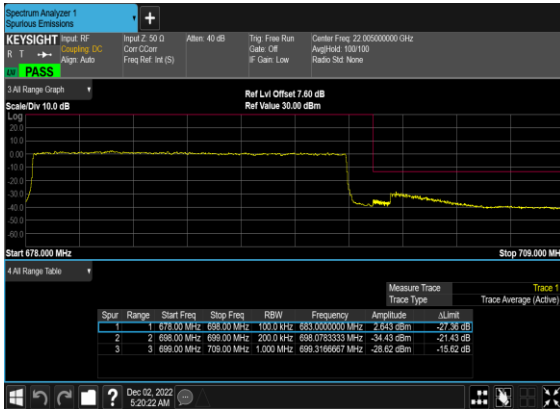 Spectrum Analyzer 1
Spurious Emissions
+
KEYSIGHT Input: RF Input Z: 50 Ω Atten: 40 dB Trig: Free Run Center Freq: 22.005000000 GHz
R T Coupling: DC Corr CCorr Gate: Off Avg|Hold: 100/100
Align: Auto Freq Ref: Int (S) IF Gain: Low Radio Std: None
LNI PASS
3 All Range Graph Ref Lvl Offset 7.60 dB
Scale/Div 10.0 dB Ref Value 30.00 dBm
Log
20.0
10.0
0.00
-10.0
-20.0
-30.0
-40.0
-50.0
-60.0
Start 678.000 MHz Stop 709.000 MH
4 All Range Table
Measure Trace Trace 1
Trace Type Trace Average (Active)
Spur Range Start Freq Stop Freq RBW Frequency Amplitude ΔLimit
1 1 678.00 MHz 698.00 MHz 100.0 kHz 683.0000000 MHz 2.643 dBm -27.36 dB
2 2 698.00 MHz 699.00 MHz 200.0 kHz 698.0783333 MHz -34.43 dBm -21.43 dB
3 3 699.00 MHz 709.00 MHz 1.000 MHz 699.3166667 MHz -28.62 dBm -15.62 dB
? Dec 02, 2022
5:20:22 AM